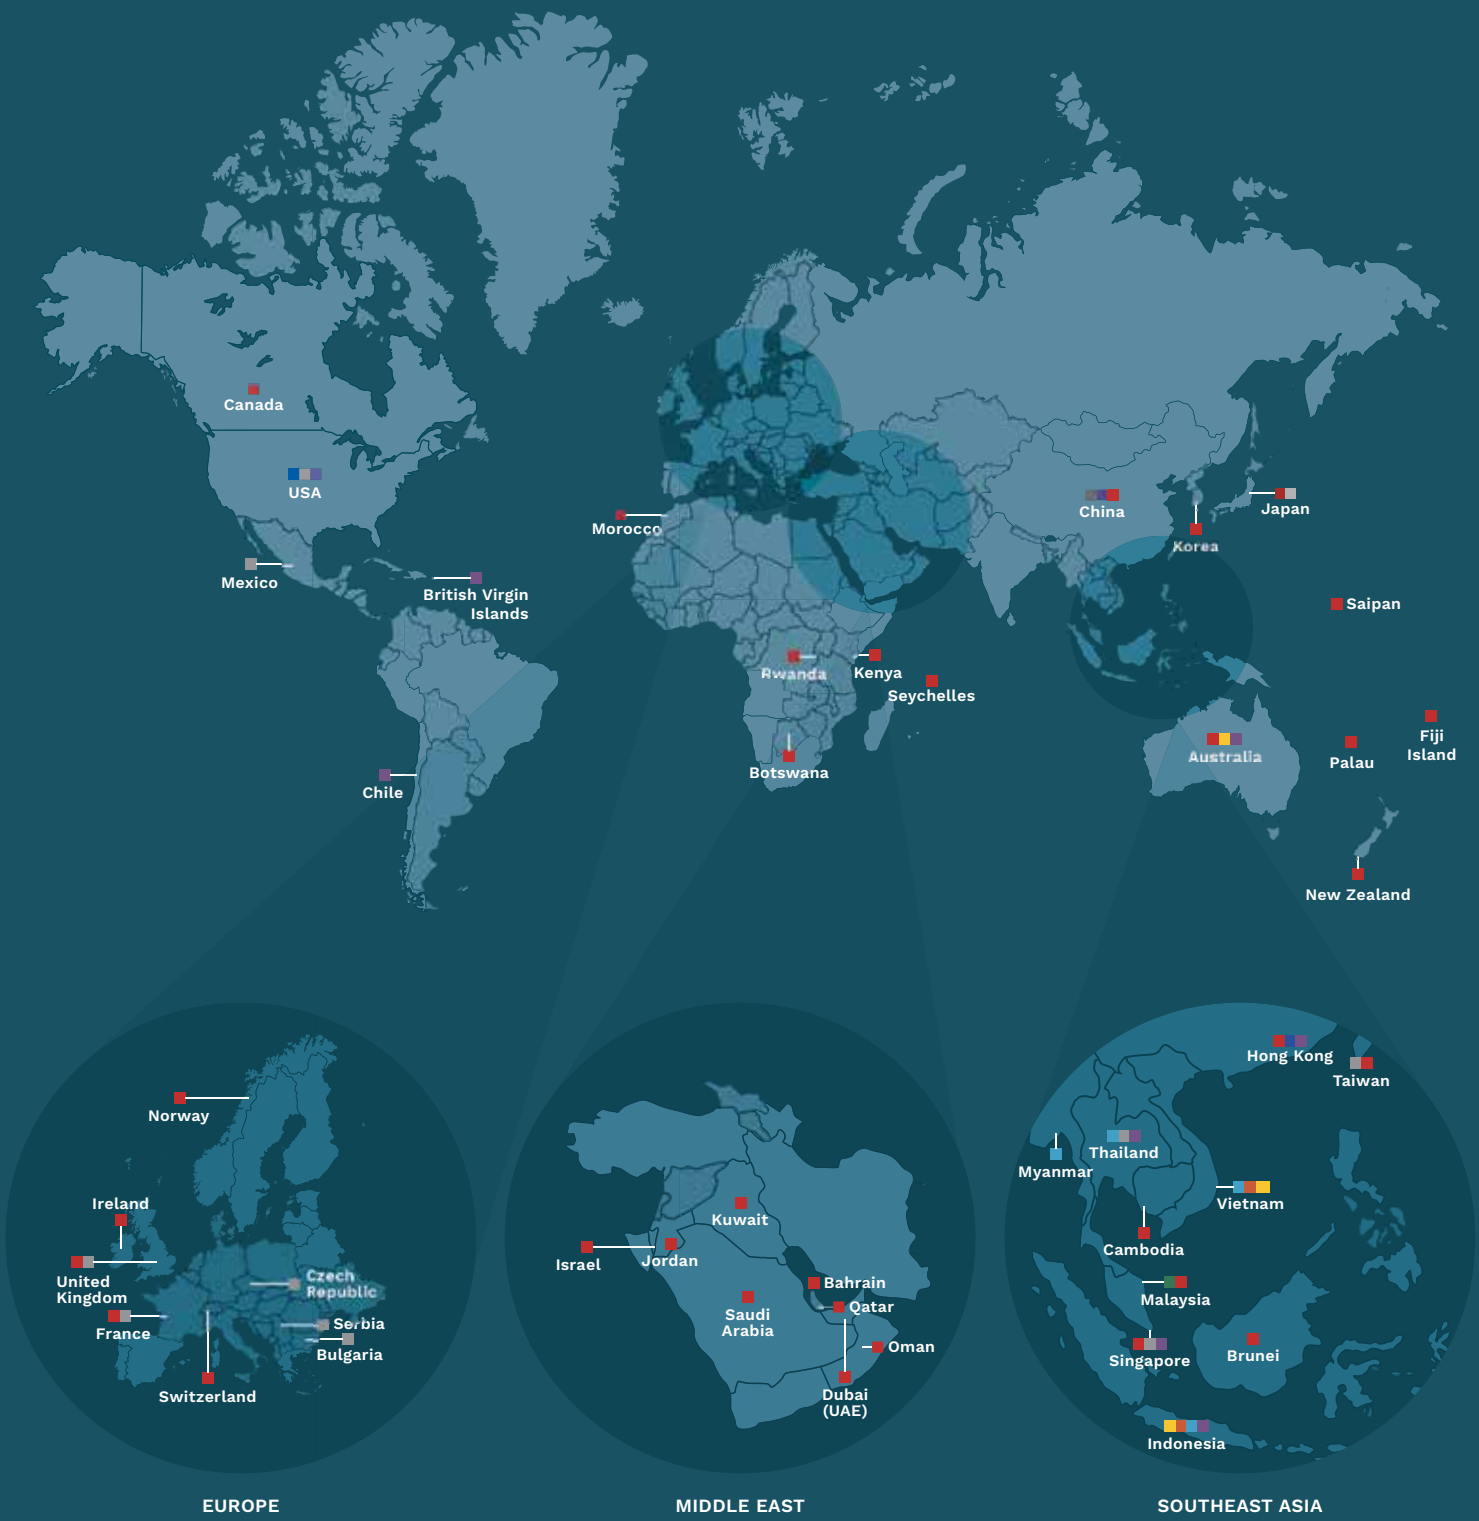 Canada
USA
Mexico
British Virgin
Islands
Chile
Morocco
Rwanda
Kenya
Seychelles
Botswana
China
Japan
Korea
Saipan
Australia
Palau
Fiji
Island
New Zealand
Norway
Ireland
United
Kingdom
France
Czech
Republic
Serbia
Bulgaria
Switzerland
EUROPE
Kuwait
Israel
Jordan
Bahrain
Saudi
Arabia
Qatar
Oman
Dubai
(UAE)
MIDDLE EAST
Hong Kong
Taiwan
Thailand
Myanmar
Vietnam
Cambodia
Malaysia
Singapore
Brunei
Indonesia
SOUTHEAST ASIA